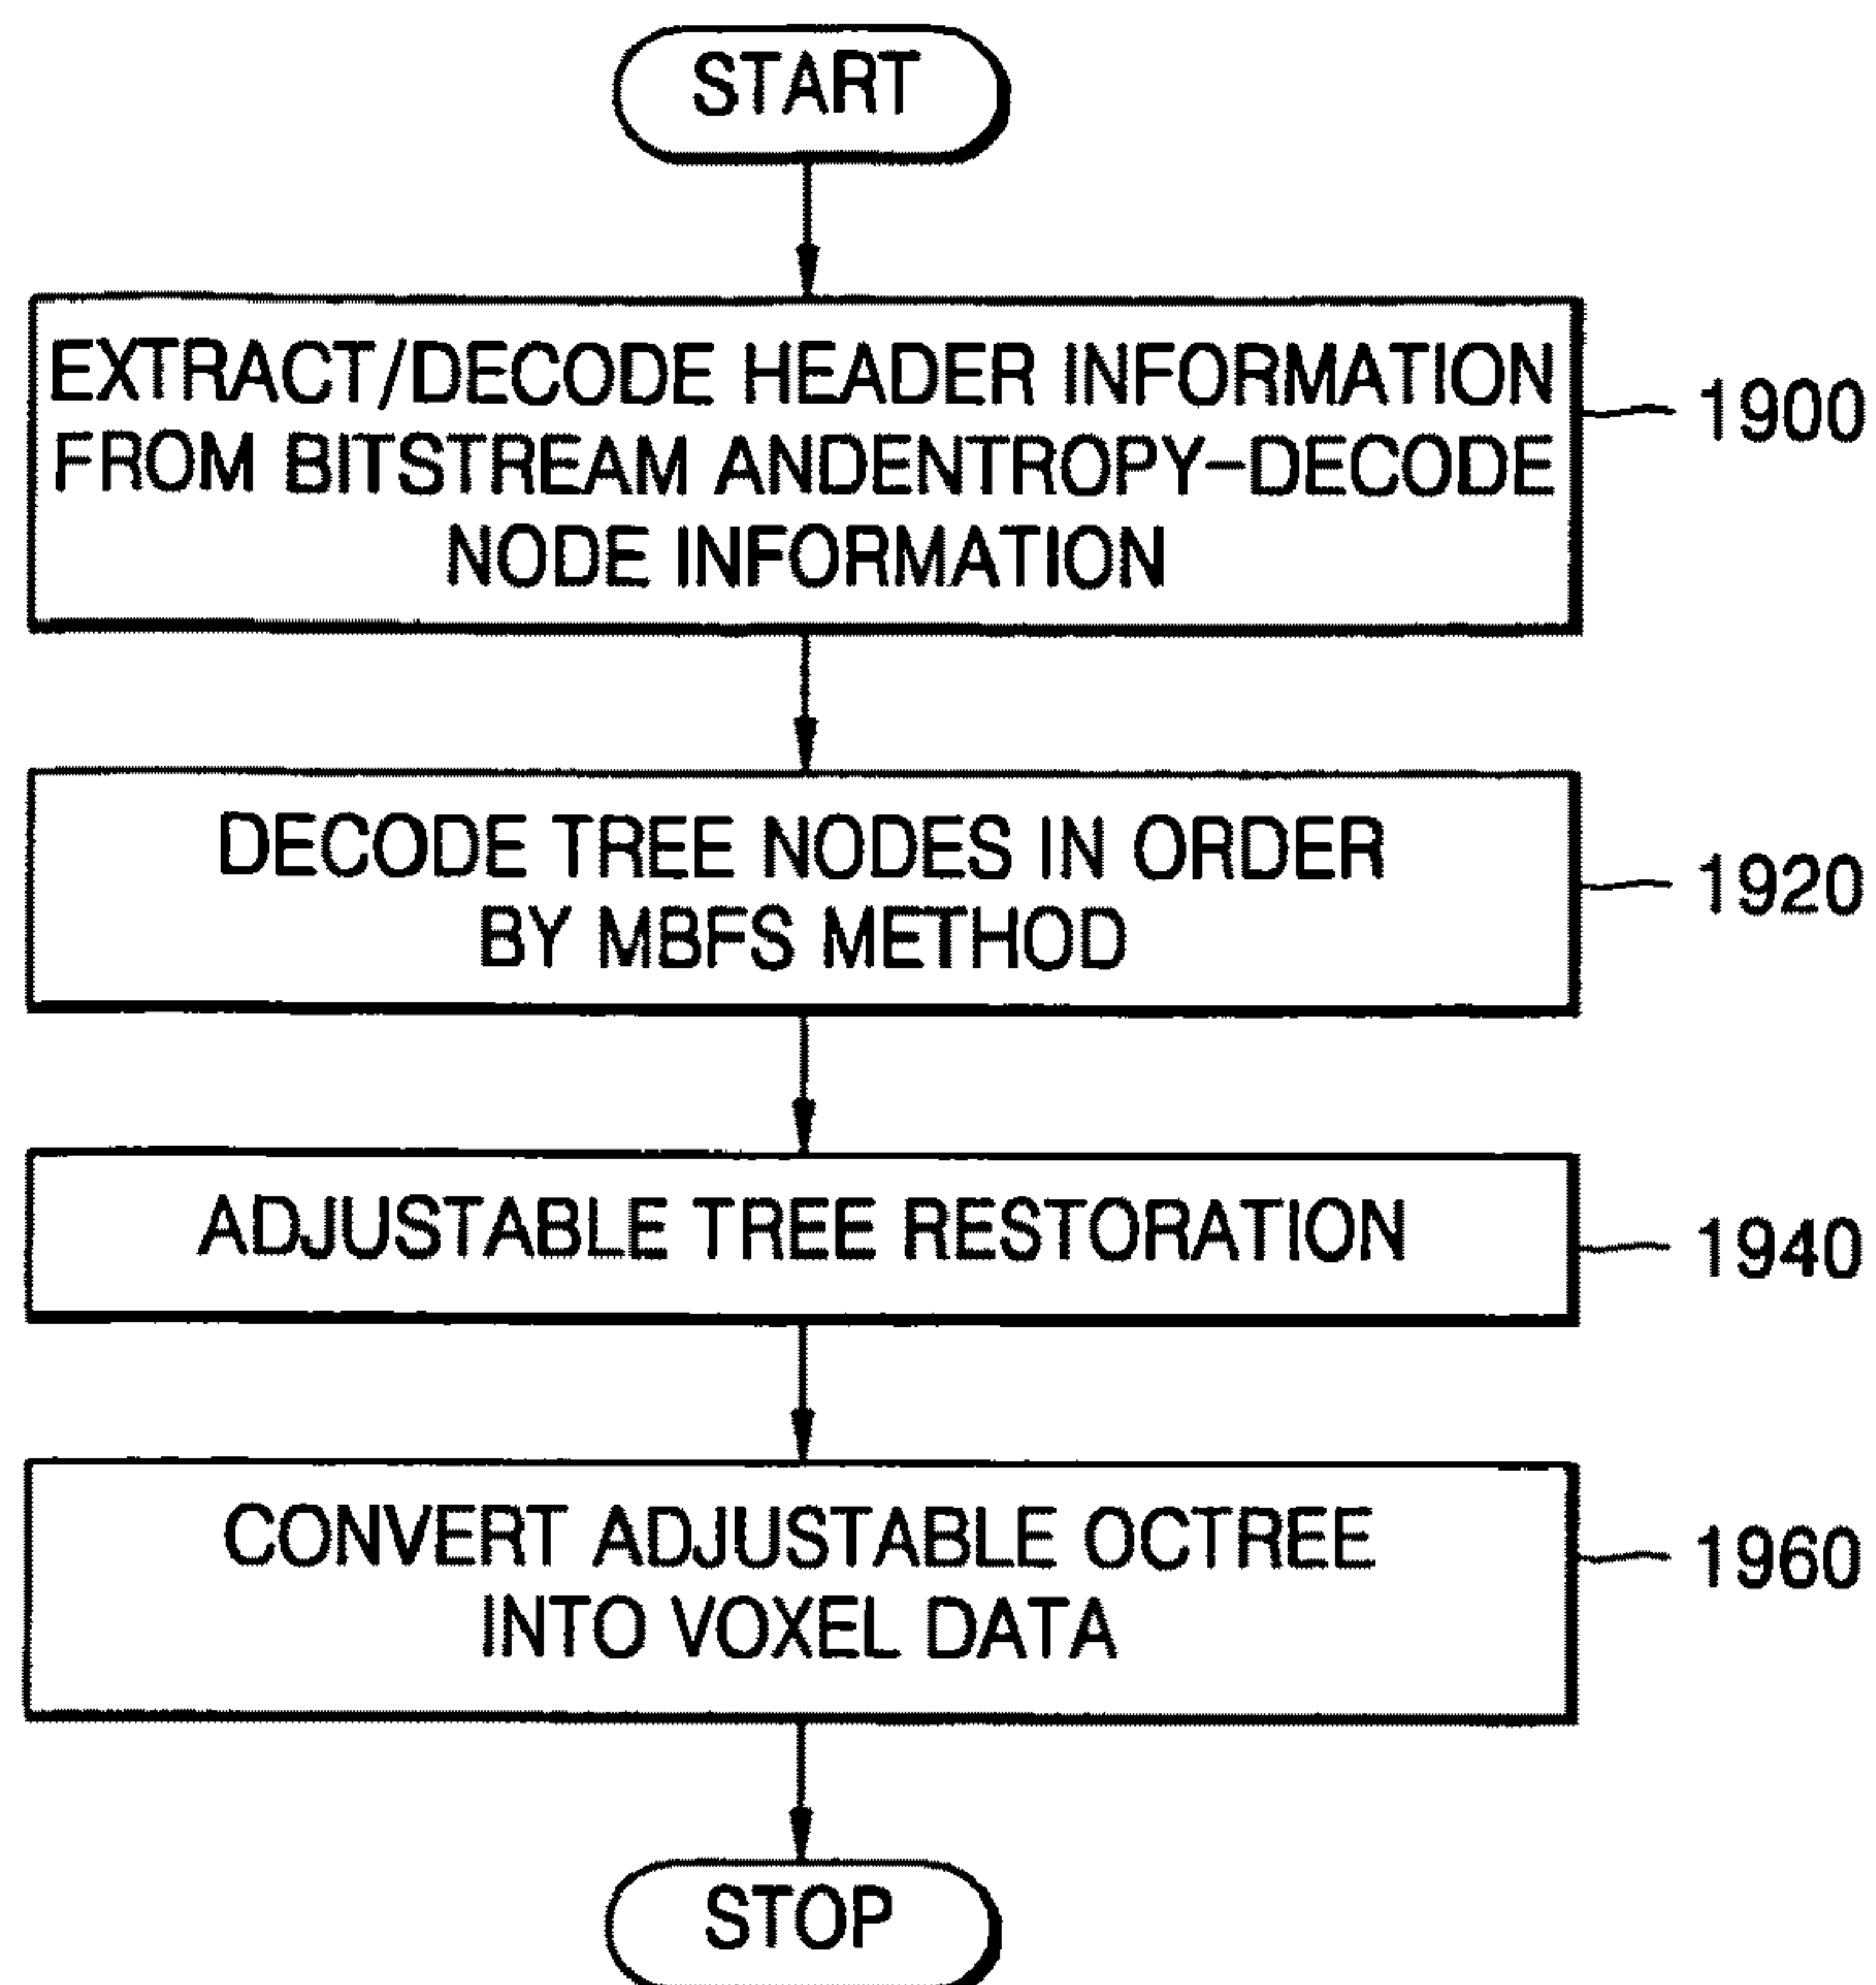 START
EXTRACT/DECODE HEADER INFORMATION
FROM BITSTREAM ANDENTROPY-DECODE
NODE INFORMATION
1900
DECODE TREE NODES IN ORDER
BY MBFS METHOD
1920
ADJUSTABLE TREE RESTORATION
1940
CONVERT ADJUSTABLE OCTREE
INTO VOXEL DATA
1960
STOP